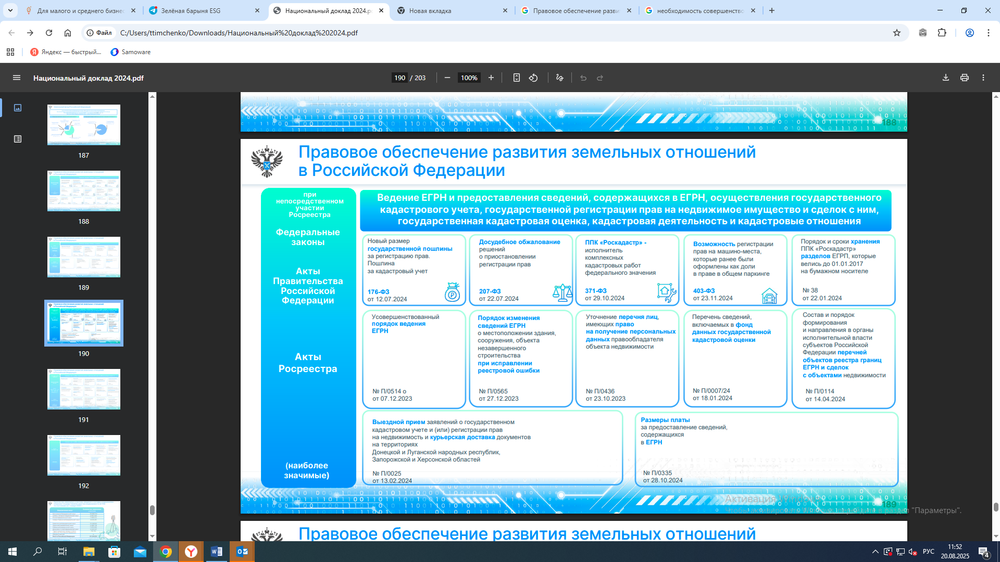 Для малого и среднего бизнес
Зелёная барыня ESG
Национальный доклад 2024.p
Новая вкладка
Правовое обеспечение разви
необходимость совершенство
Файл
C:/Users/ttimchenko/Downloads/Национальный%20доклад%202024.pdf
Яндекс — быстрый...
Samoware
Национальный доклад 2024.pdf
190 / 203
100%
187
188
189
190
191
192
188
Правовое обеспечение развития земельных отношений
в Российской Федерации
при
непосредственном
участии
Росреестра
Федеральные
законы
Акты
Правительства
Российской
Федерации
Акты
Росреестра
(наиболее
значимые)
Ведение ЕГРН и предоставления сведений, содержащихся в ЕГРН, осуществления государственного
кадастрового учета, государственной регистрации прав на недвижимое имущество и сделок с ним,
государственная кадастровая оценка, кадастровая деятельность и кадастровые отношения
Новый размер
государственной пошлины
за регистрацию прав.
Пошлина
за кадастровый учет
176-ФЗ
от 12.07.2024
Досудебное обжалование
решений
о приостановлении
регистрации прав
207-ФЗ
от 22.07.2024
ППК «Роскадастр» -
исполнитель
комплексных
кадастровых работ
федерального значения
371-ФЗ
от 29.10.2024
Возможность регистрации
прав на машино-места,
которые ранее были
оформлены как доли
в праве в общем паркинге
403-ФЗ
от 23.11.2024
Порядок и сроки хранения
ППК «Роскадастр»
разделов ЕГРП, которые
велись до 01.01.2017
на бумажном носителе
№ 38
от 22.01.2024
Усовершенствованный
порядок ведения
ЕГРН
№ П/0514 о
от 07.12.2023
Порядок изменения
сведений ЕГРН
о местоположении здания,
сооружения, объекта
незавершенного
строительства
при исправлении
реестровой ошибки
№ П/0565
от 27.12.2023
Уточнение перечня лиц,
имеющих право
на получение персональных
данных правообладателя
объекта недвижимости
№ П/0436
от 23.10.2023
Перечень сведений,
включаемых в фонд
данных государственной
кадастровой оценки
№ П/0007/24
от 18.01.2024
Состав и порядок
формирования
и направления в органы
исполнительной власти
субъектов Российской
Федерации перечней
объектов реестра границ
ЕГРН и сделок
с объектами недвижимости
№ П/0114
от 14.04.2024
Выездной прием заявлений о государственном
кадастровом учете и (или) регистрации прав
на недвижимость и курьерская доставка документов
на территориях
Донецкой и Луганской народных республик,
Запорожской и Херсонской областей
№ П/0025
от 13.02.2024
Размеры платы
за предоставление сведений,
содержащихся
в ЕГРН
№ П/0335
от 28.10.2024
189
Активация Windows
Чтобы активировать Windows, перейдите в раздел "Параметры".
Правовое обеспечение развития земельных отношений
РУС
11:52
20.08.2025
4